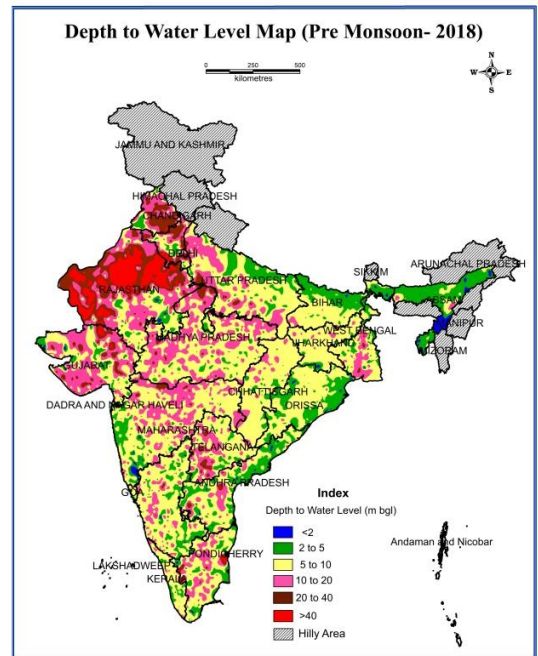 Depth to Water Level Map (Pre Monsoon- 2018)
N
W E
S
0 250 500
kilometres
JAMMU AND KASHMIR
HIMACHAL PRADESH
CHANDIGARH
DELHI
UTTAR PRADESH
SIKKIM
ARUNACHAL PRADESH
RAJASTHAN
ASSAM
BIHAR
MANIPUR
WEST BENGAL
MADHYA PRADESH
JHARKHAND
MIZORAM
GUJARAT
CHHATTISGARH
DADRA AND NAGAR HAVELI
ORISSA
MAHARASHTRA
TELANGANA
ANDHRA PRADESH
GOA
Index
Depth to Water Level (m bgl)
<2
2 to 5
5 to 10
10 to 20
20 to 40
>40
Hilly Area
Andaman and Nicobar
PONDICHERRY
LAKSHADWEEP
KERALA